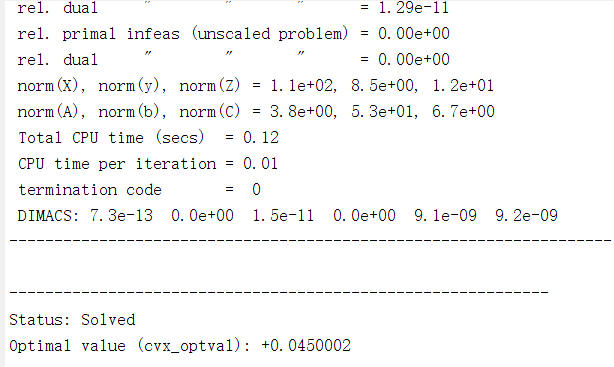 rel. dual " " " = 1.29e-11
rel. primal infeas (unscaled problem) = 0.00e+00
rel. dual " " " = 0.00e+00
norm(X), norm(y), norm(Z) = 1.1e+02, 8.5e+00, 1.2e+01
norm(A), norm(b), norm(C) = 3.8e+00, 5.3e+01, 6.7e+00
Total CPU time (secs) = 0.12
CPU time per iteration = 0.01
termination code = 0
DIMACS: 7.3e-13 0.0e+00 1.5e-11 0.0e+00 9.1e-09 9.2e-09
-------------------------------------------------------------------
------------------------------------------------------------
Status: Solved
Optimal value (cvx_optval): +0.0450002